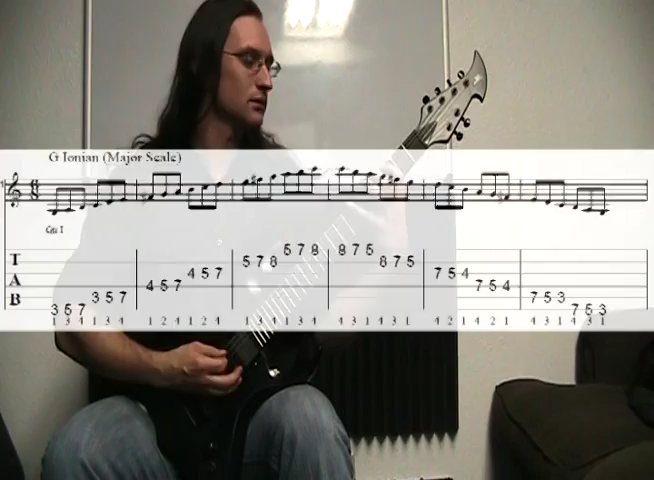 G Ionian (Major Scale)
6
8
T
A
B
5 7 8 8 7 5
5 7 8 8 7 5
4 5 7 7 5 4
4 5 7 7 5 4
3 5 7 7 5 3
3 5 7 7 5 3
1 3 4 1 3 4 1 2 4 1 2 4 1 3 4 1 3 4 4 3 1 4 3 1 4 2 1 4 2 1 4 3 1 4 3 1